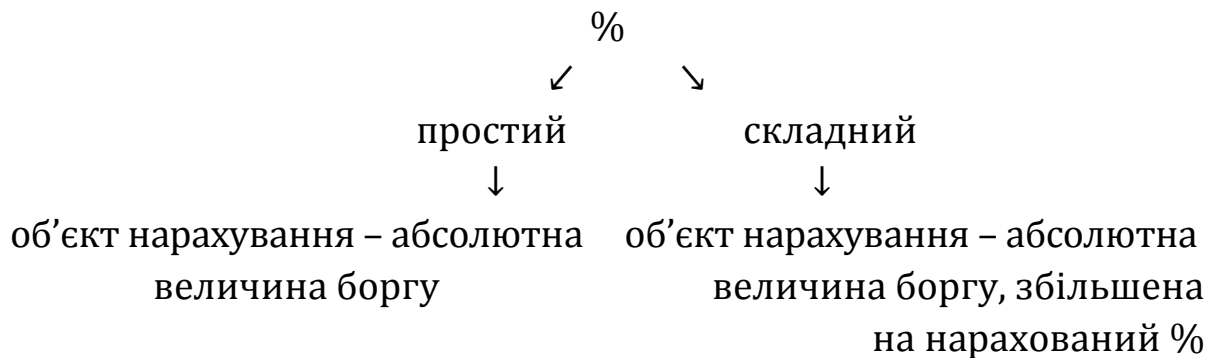 %
↙ ↘
простий складний
↓ ↓
об’єкт нарахування – абсолютна об’єкт нарахування – абсолютна
величина боргу величина боргу, збільшена
на нарахований %